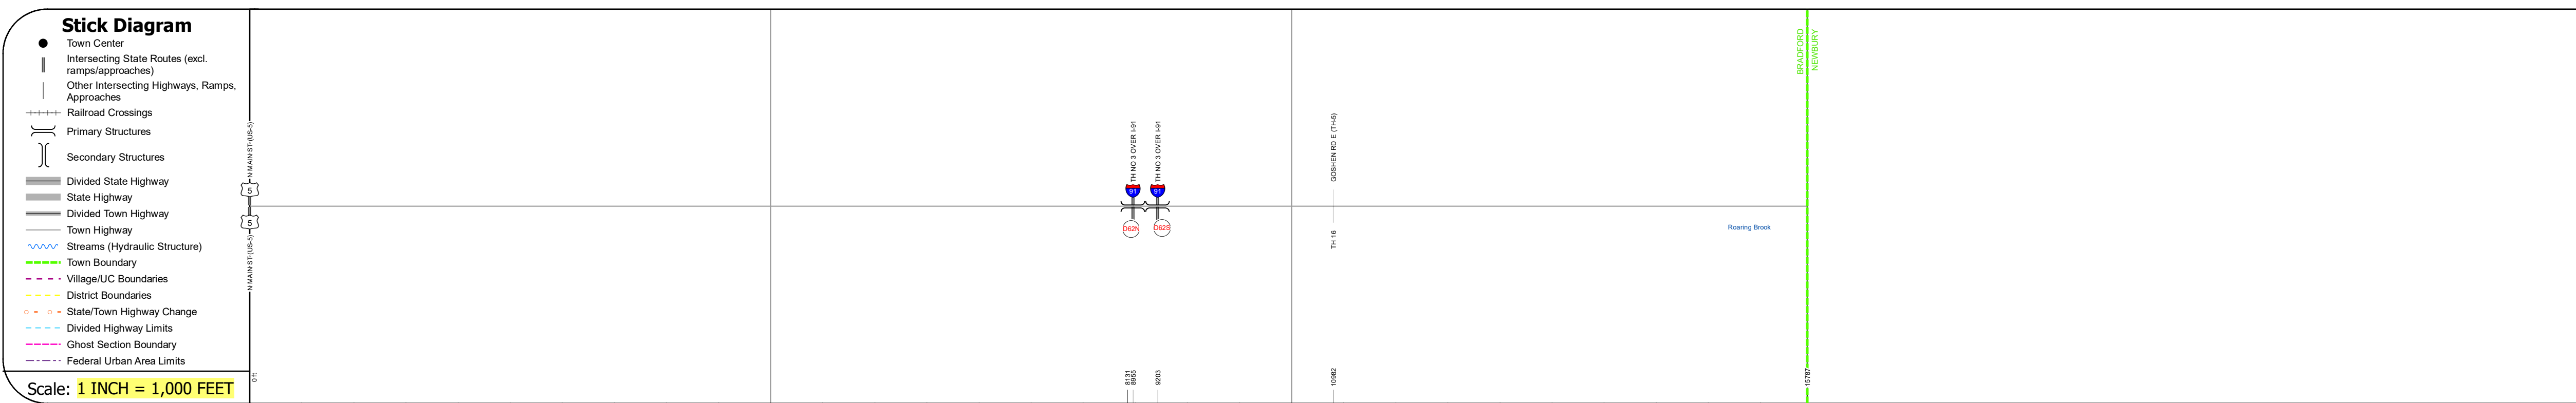 Stick Diagram
Town Center
Intersecting State Routes (excl.
ramps/approaches)
Other Intersecting Highways, Ramps,
Approaches
Railroad Crossings
Primary Structures
Secondary Structures
Divided State Highway
State Highway
Divided Town Highway
Town Highway
Streams (Hydraulic Structure)
Town Boundary
Village/UC Boundaries
District Boundaries
State/Town Highway Change
Divided Highway Limits
Ghost Section Boundary
Federal Urban Area Limits
Scale: 1 INCH = 1,000 FEET
N MAIN ST (US-5)
5
5
N MAIN ST (US-5)
0 ft
TH NO 3 OVER I-91
91
D62N
8131
8955
TH NO 3 OVER I-91
91
D62S
9203
GOSHEN RD E (TH-5)
TH 16
10982
Roaring Brook
BRADFORD
NEWBURY
15787